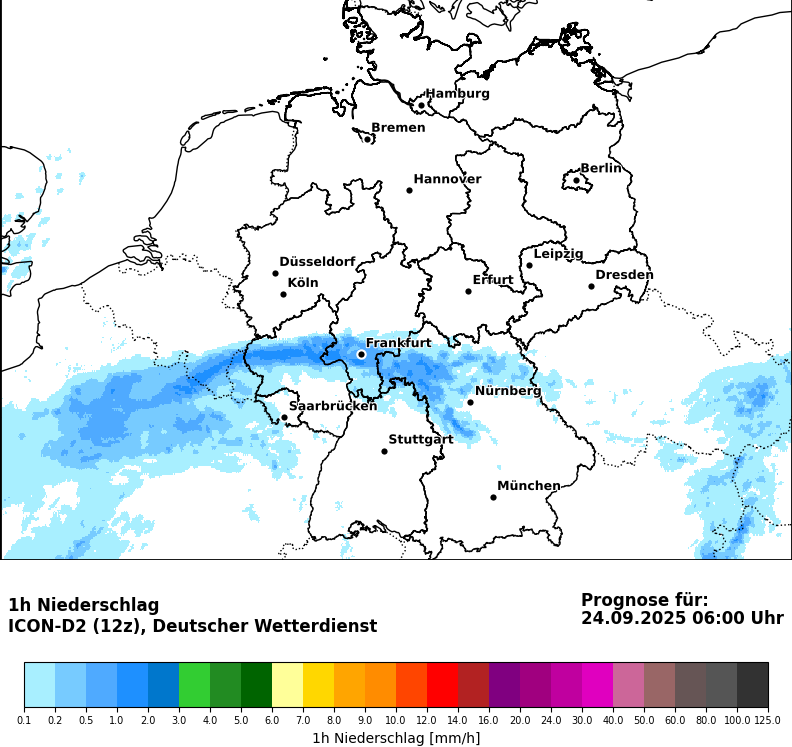 Hamburg
Bremen
Berlin
Hannover
Düsseldorf
Leipzig
Köln
Erfurt
Dresden
Frankfurt
Nürnberg
Saarbrücken
Stuttgart
München
1h Niederschlag
ICON-D2 (12z), Deutscher Wetterdienst
Prognose für:
24.09.2025 06:00 Uhr
0.1 0.2 0.5 1.0 2.0 3.0 4.0 5.0 6.0 7.0 8.0 9.0 10.0 12.0 14.0 16.0 20.0 24.0 30.0 40.0 50.0 60.0 80.0 100.0 125.0
1h Niederschlag [mm/h]